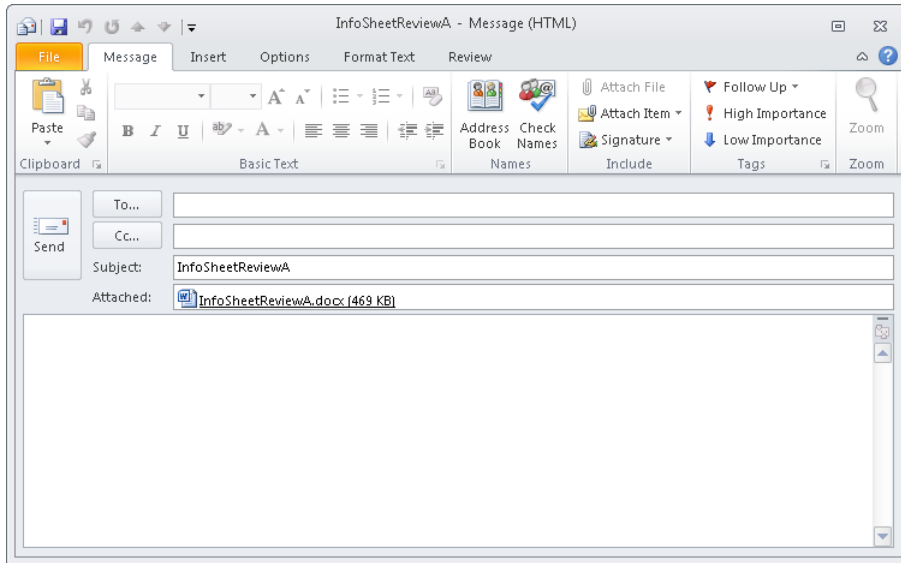 InfoSheetReviewA - Message (HTML)
File Message Insert Options Format Text Review
Paste
Clipboard
B I U ab A A A A
Basic Text
Address Book
Check Names
Names
Attach File
Attach Item
Signature
Include
Follow Up
High Importance
Low Importance
Tags
Zoom
Zoom
Send
To...
Cc...
Subject: InfoSheetReviewA
Attached: InfoSheetReviewA.docx (469 KB)